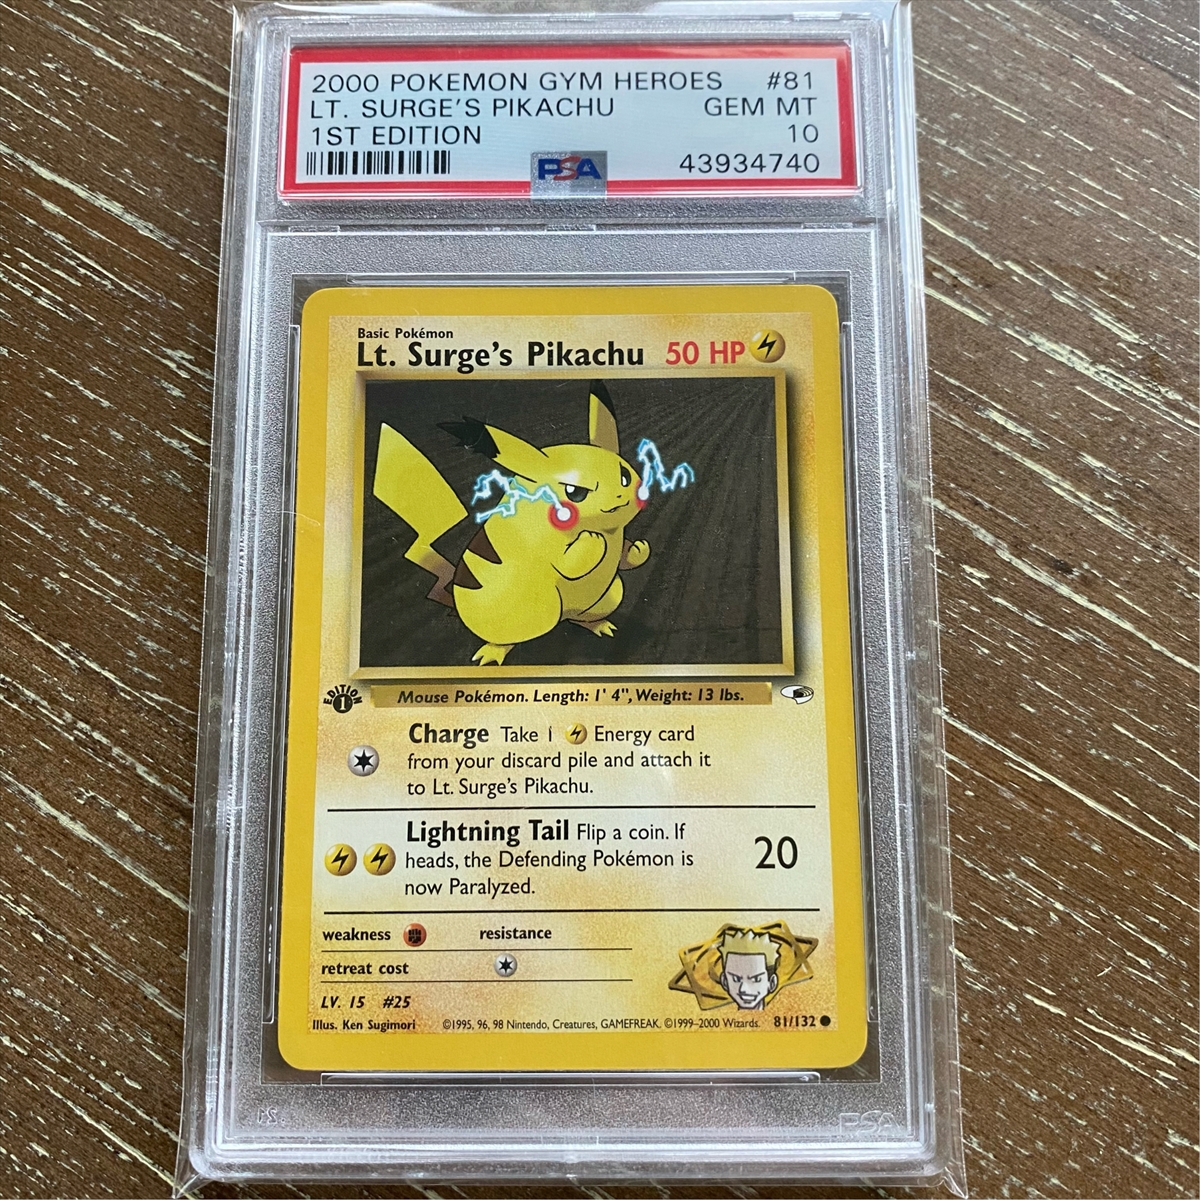 2000 POKEMON GYM HEROES #81
LT. SURGE'S PIKACHU GEM MT
1ST EDITION 10
PSA 43934740
Basic Pokémon
Lt. Surge's Pikachu 50 HP
EDITION 1
Mouse Pokémon. Length: 1' 4", Weight: 13 lbs.
Charge Take 1 Energy card
from your discard pile and attach it
to Lt. Surge's Pikachu.
Lightning Tail Flip a coin. If
heads, the Defending Pokémon is
now Paralyzed.
20
weakness resistance
retreat cost
LV. 15 #25
Illus. Ken Sugimori ©1995, 96, 98 Nintendo, Creatures, GAMEFREAK. ©1999-2000 Wizards. 81/132
PSA